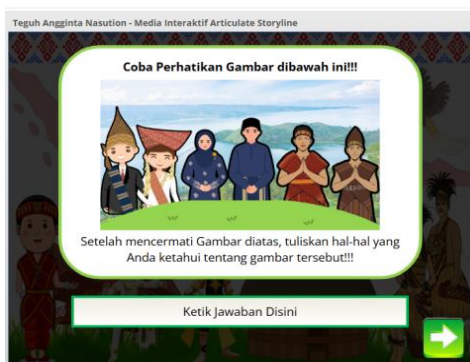 Teguh Angginta Nasution - Media Interaktif Articulate Storyline
Coba Perhatikan Gambar dibawah ini!!!
Setelah mencermati Gambar diatas, tuliskan hal-hal yang
Anda ketahui tentang gambar tersebut!!!
Ketik Jawaban Disini